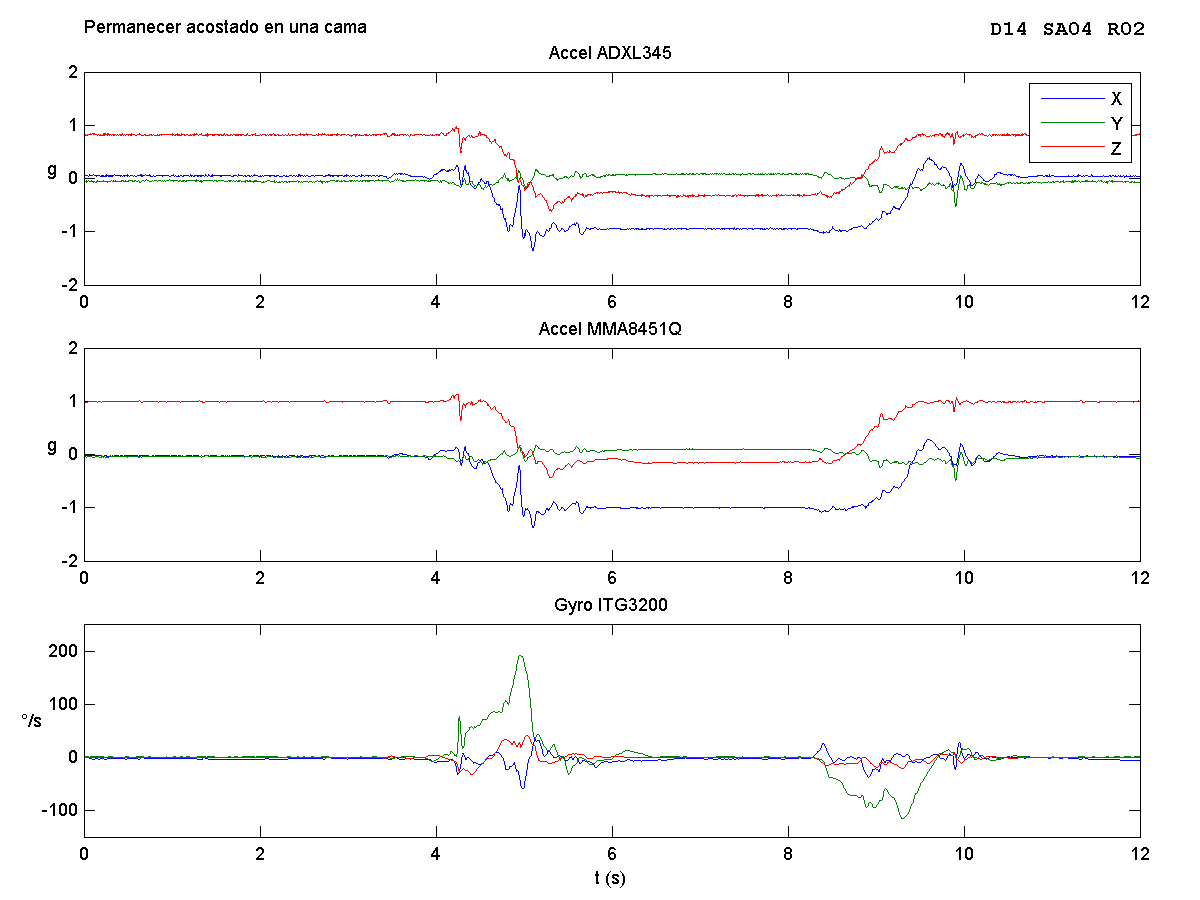 Permanecer acostado en una cama
D14 SA04 R02
Accel ADXL345
2
1
0
-1
-2
g
X
Y
Z
0 2 4 6 8 10 12
Accel MMA8451Q
2
1
0
-1
-2
g
0 2 4 6 8 10 12
Gyro ITG3200
200
100
0
-100
°/s
0 2 4 6 8 10 12
t (s)